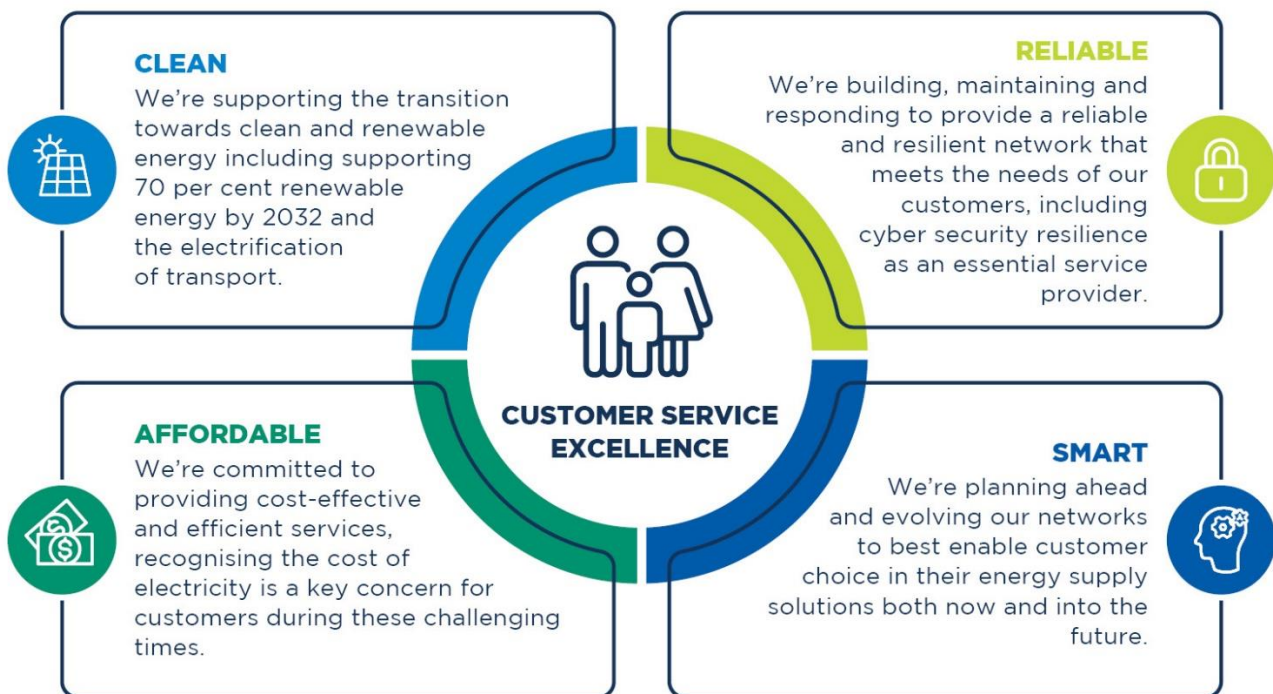 CLEAN
We’re supporting the transition
towards clean and renewable
energy including supporting
70 per cent renewable
energy by 2032 and
the electrification
of transport.
RELIABLE
We’re building, maintaining and
responding to provide a reliable
and resilient network that
meets the needs of our
customers, including
cyber security resilience
as an essential service
provider.
CUSTOMER SERVICE
EXCELLENCE
AFFORDABLE
We’re committed to
providing cost-effective
and efficient services,
recognising the cost of
electricity is a key concern for
customers during these challenging
times.
SMART
We’re planning ahead
and evolving our networks
to best enable customer
choice in their energy supply
solutions both now and into the
future.